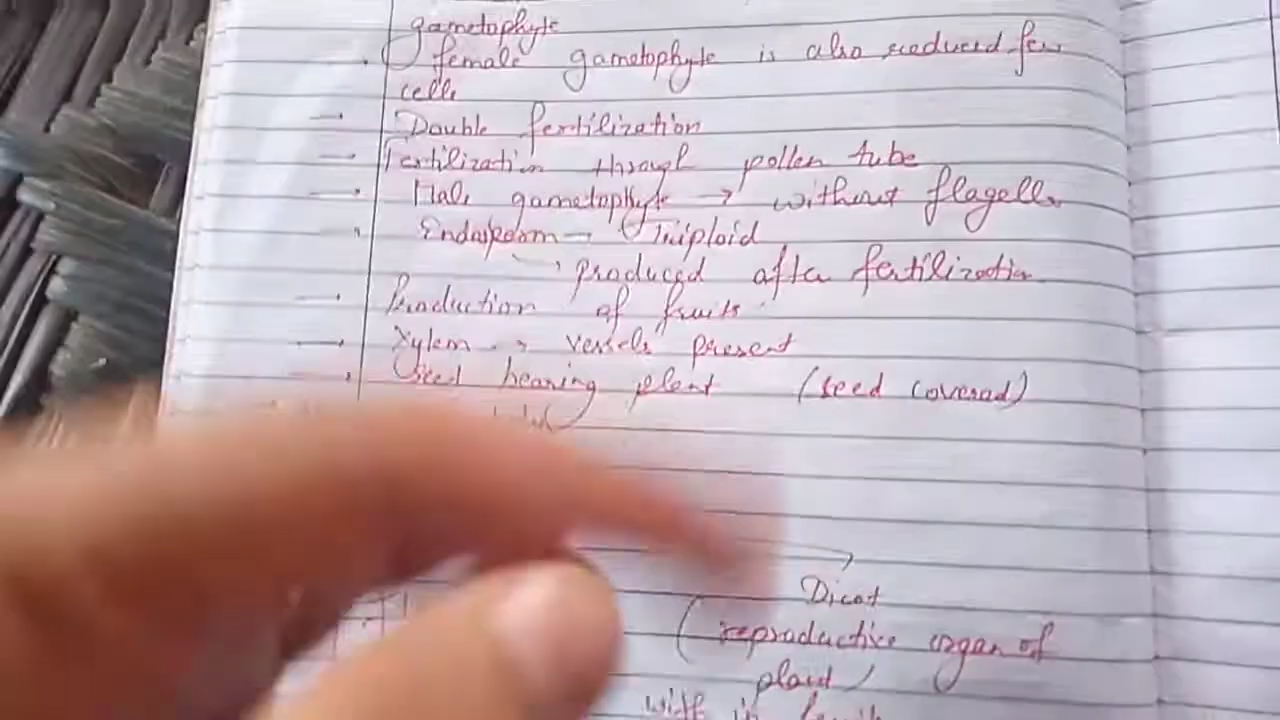 gametophyte
female gametophyte is also reduced few
cells
Double fertilization
Fertilization through pollen tube
Male gametophyte → without flagella
Endosperm → Triploid
produced after fertilization
Production of fruits
Xylem → vessels present
Seed bearing plant (seed covered)
Dicot
(reproductive organ of
plant)
with in